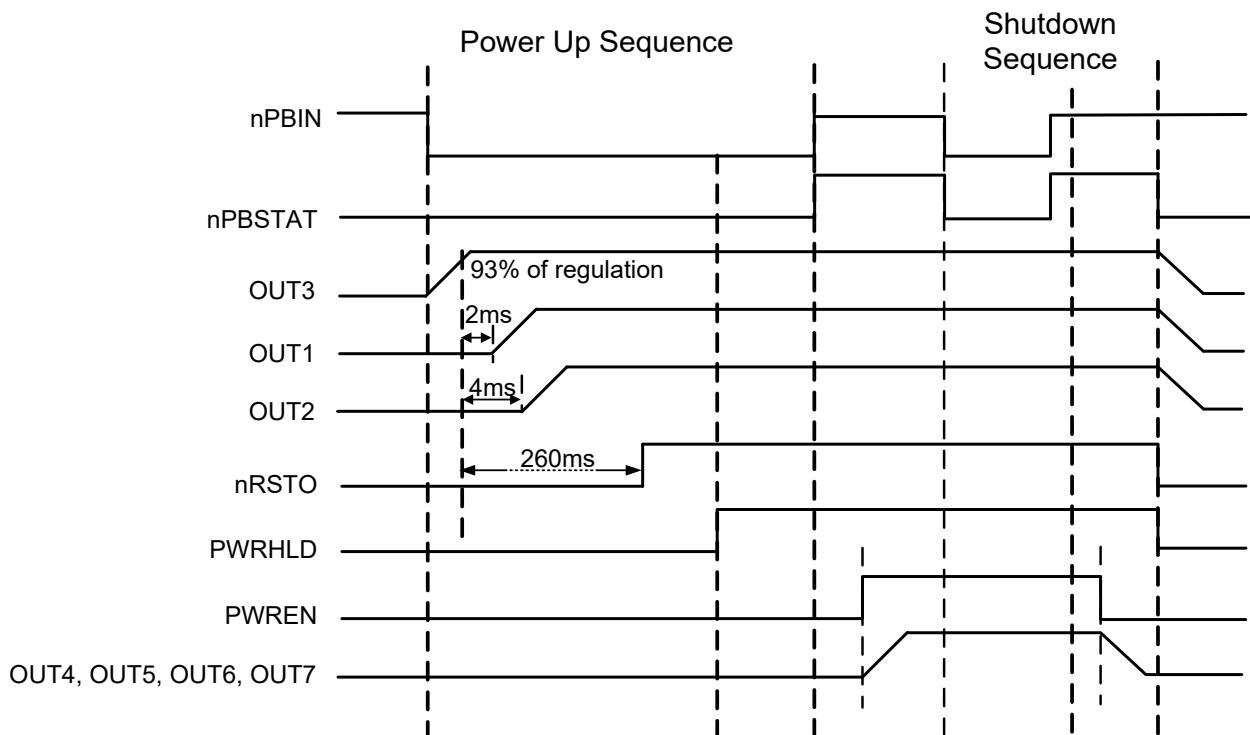 Power Up Sequence
Shutdown
Sequence
nPBIN
nPBSTAT
93% of regulation
OUT3
2ms
OUT1
4ms
OUT2
260ms
nRSTO
PWRHLD
PWREN
OUT4, OUT5, OUT6, OUT7